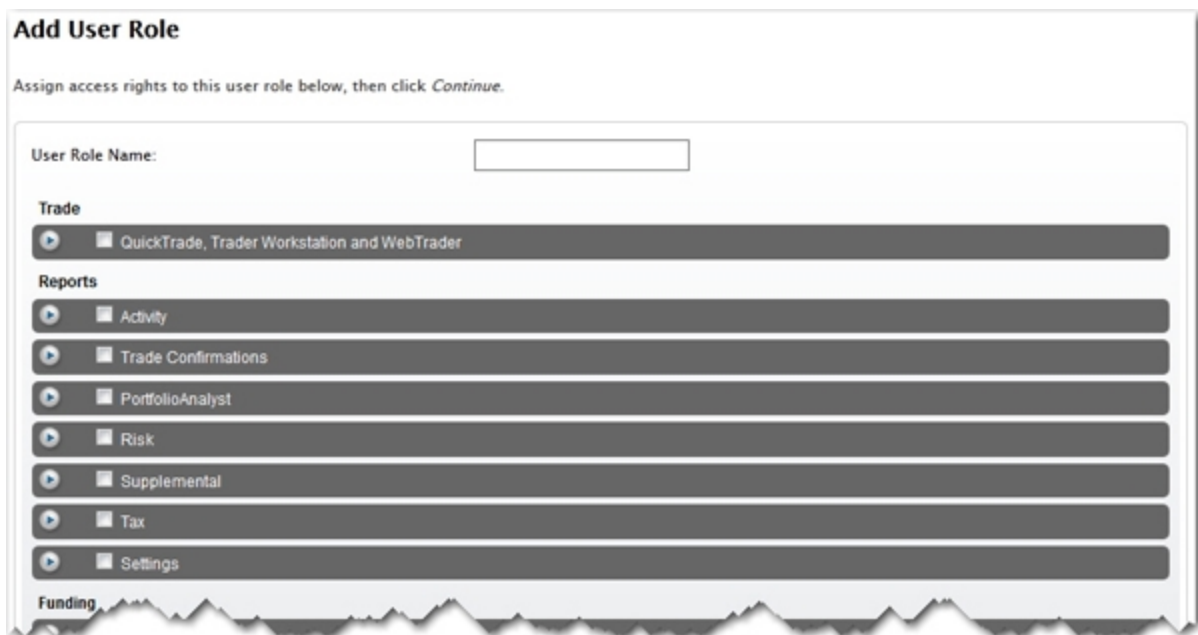 Add User Role
Assign access rights to this user role below, then click Continue.
User Role Name:
Trade
QuickTrade, Trader Workstation and WebTrader
Reports
Activity
Trade Confirmations
PortfolioAnalyst
Risk
Supplemental
Tax
Settings
Funding